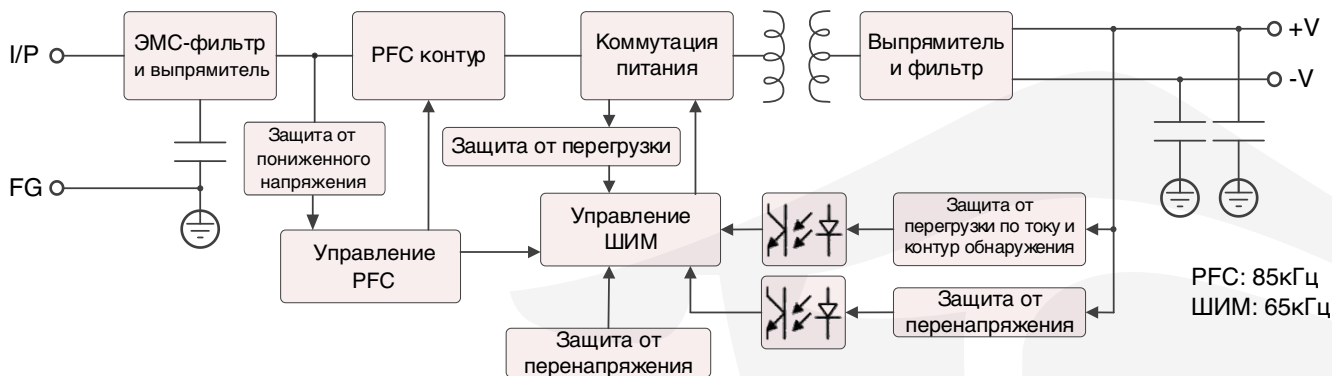 I/P
ЭМС-фильтр
и выпрямитель
PFC контур
Коммутация
питания
Выпрямитель
и фильтр
+V
-V
FG
Защита от
пониженного
напряжения
Защита от перегрузки
Управление
PFC
Управление
ШИМ
Защита от
перегрузки по току и
контур обнаружения
Защита от
перенапряжения
Защита от
перенапряжения
PFC: 85кГц
ШИМ: 65кГц